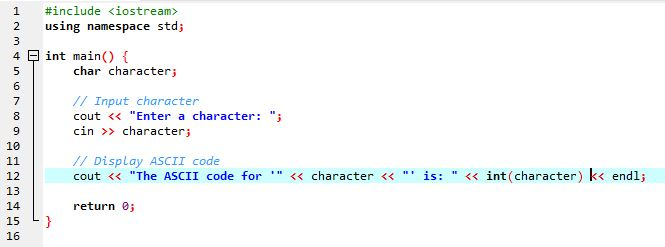 1 #include <iostream>
2 using namespace std;
3
4 int main() {
5     char character;
6
7     // Input character
8     cout << "Enter a character: ";
9     cin >> character;
10
11     // Display ASCII code
12     cout << "The ASCII code for '" << character << "' is: " << int(character) << endl;
13
14     return 0;
15 }
16